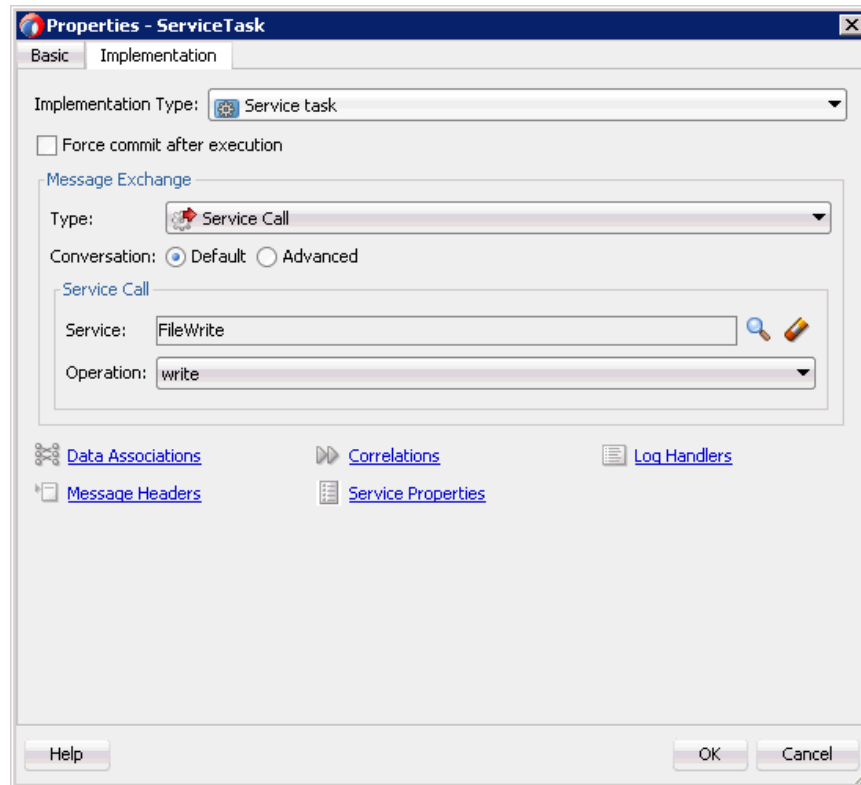 Properties - ServiceTask
Basic Implementation
Implementation Type: Service task
Force commit after execution
Message Exchange
Type: Service Call
Conversation: Default Advanced
Service Call
Service: FileWrite
Operation: write
Data Associations Correlations Log Handlers
Message Headers Service Properties
Help OK Cancel